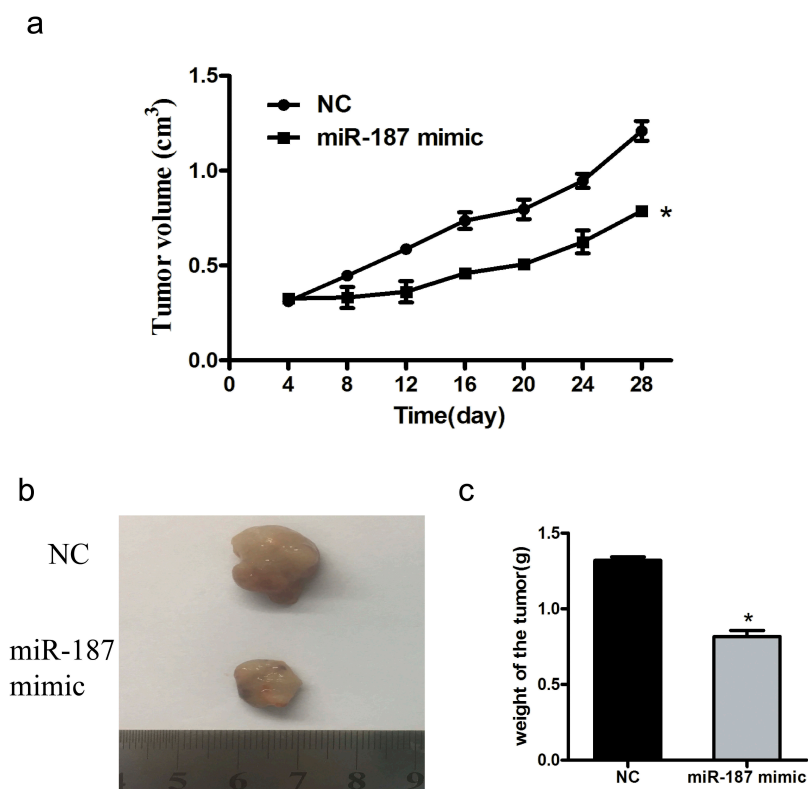 a
1.5
1.0
0.5
0.0
Tumor volume (cm³)
NC
miR-187 mimic
*
0 4 8 12 16 20 24 28
Time(day)
b
NC
miR-187
mimic
4 5 6 7 8 9
c
1.5
1.0
0.5
0.0
weight of the tumor(g)
*
NC miR-187 mimic